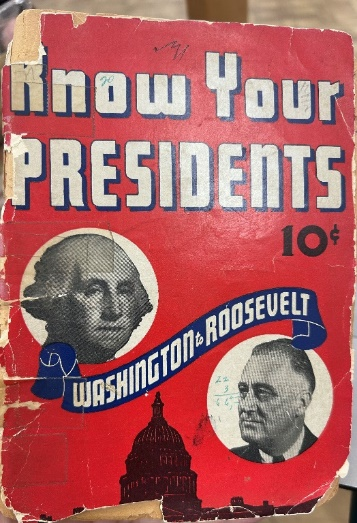 Know Your
PRESIDENTS
10¢
WASHINGTON to ROOSEVELT